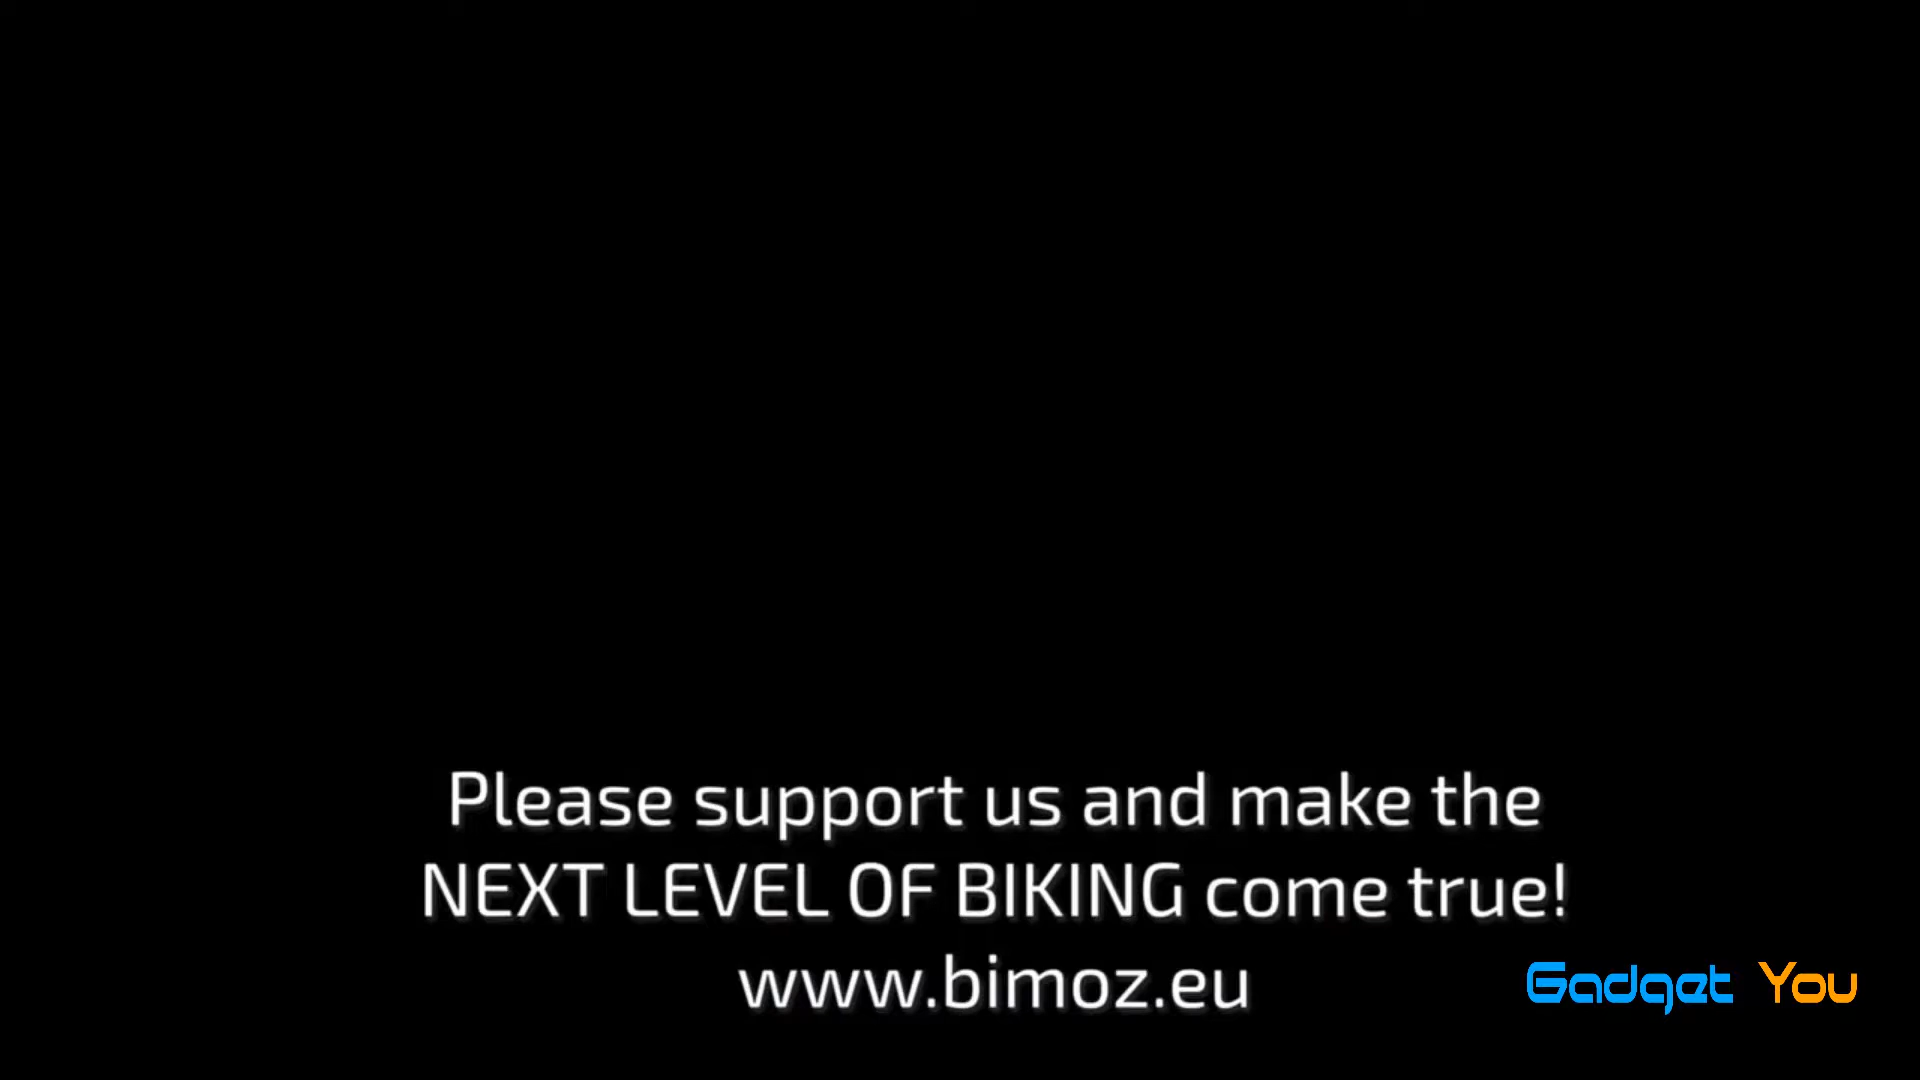 Please support us and make the
NEXT LEVEL OF BIKING come true!
www.bimoz.eu
Gadget You